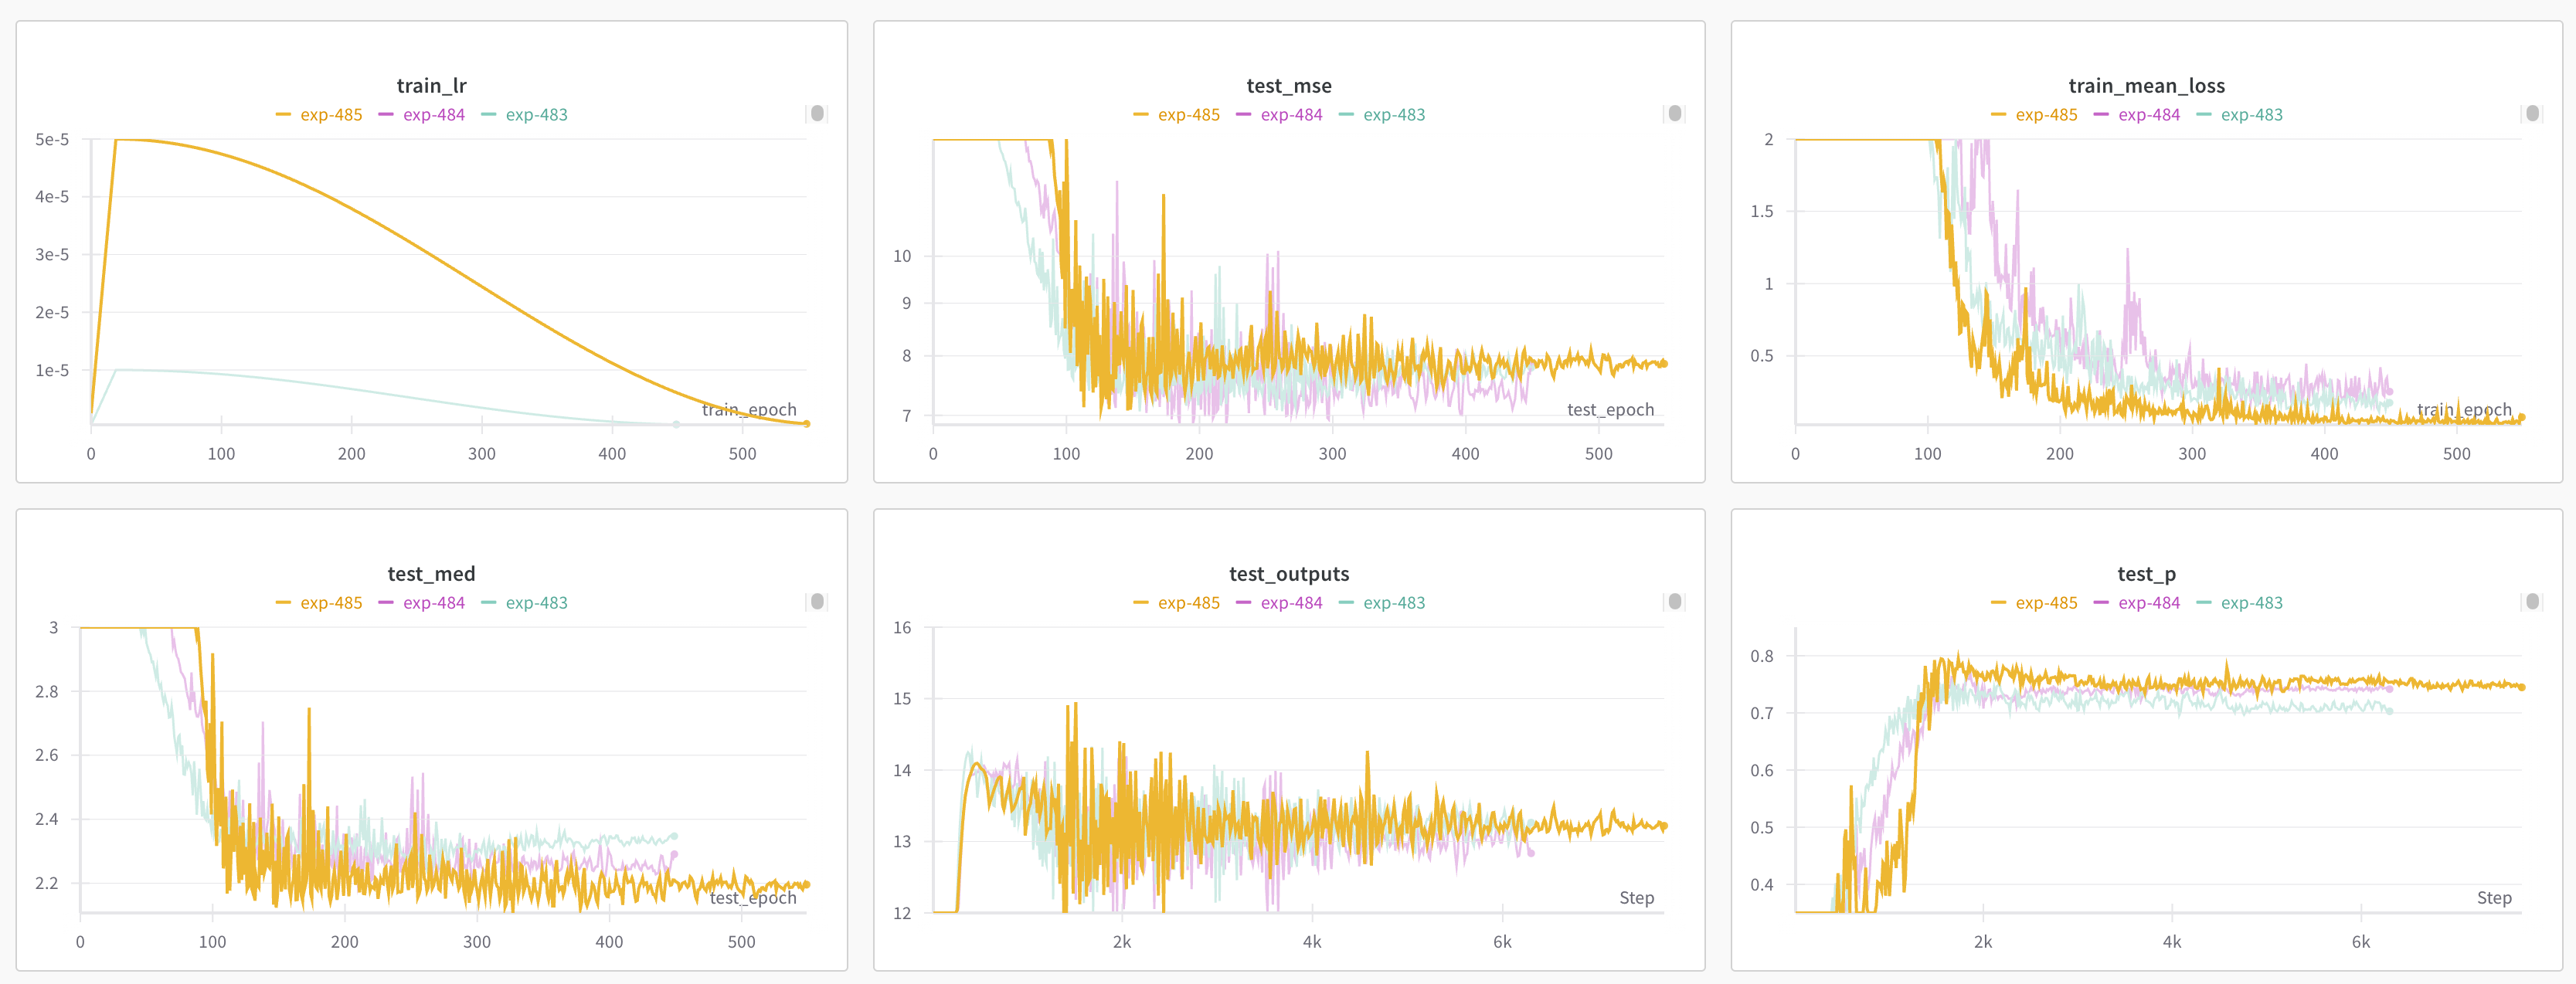 train_lr
exp-485 exp-484 exp-483
5e-5
4e-5
3e-5
2e-5
1e-5
train_epoch
0 100 200 300 400 500
test_mse
exp-485 exp-484 exp-483
10
9
8
7
test_epoch
0 100 200 300 400 500
train_mean_loss
exp-485 exp-484 exp-483
2
1.5
1
0.5
train_epoch
0 100 200 300 400 500
test_med
exp-485 exp-484 exp-483
3
2.8
2.6
2.4
2.2
test_epoch
0 100 200 300 400 500
test_outputs
exp-485 exp-484 exp-483
16
15
14
13
12
Step
2k 4k 6k
test_p
exp-485 exp-484 exp-483
0.8
0.7
0.6
0.5
0.4
Step
2k 4k 6k